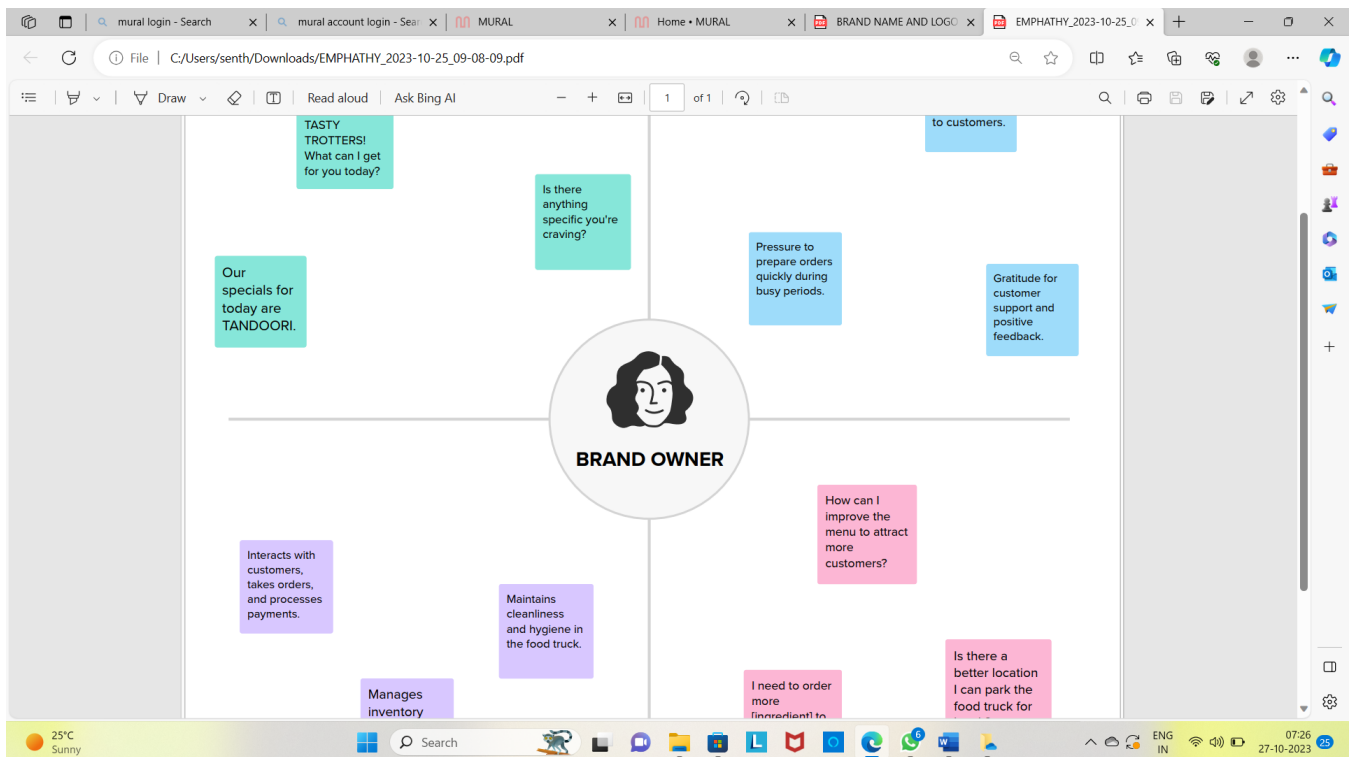 mural login - Search
mural account login - Sear
MURAL
Home • MURAL
BRAND NAME AND LOGO
EMPHATHY_2023-10-25_0
File
C:/Users/senth/Downloads/EMPHATHY_2023-10-25_09-08-09.pdf
Draw
Read aloud
Ask Bing AI
1
of 1
TASTY
TROTTERS!
What can I get
for you today?
to customers.
Is there
anything
specific you're
craving?
Our
specials for
today are
TANDOORI.
Pressure to
prepare orders
quickly during
busy periods.
Gratitude for
customer
support and
positive
feedback.
BRAND OWNER
Interacts with
customers,
takes orders,
and processes
payments.
Maintains
cleanliness
and hygiene in
the food truck.
Manages
inventory
How can I
improve the
menu to attract
more
customers?
I need to order
more
[ingredient] to
Is there a
better location
I can park the
food truck for
25°C
Sunny
Search
6
ENG
IN
07:26
27-10-2023
25